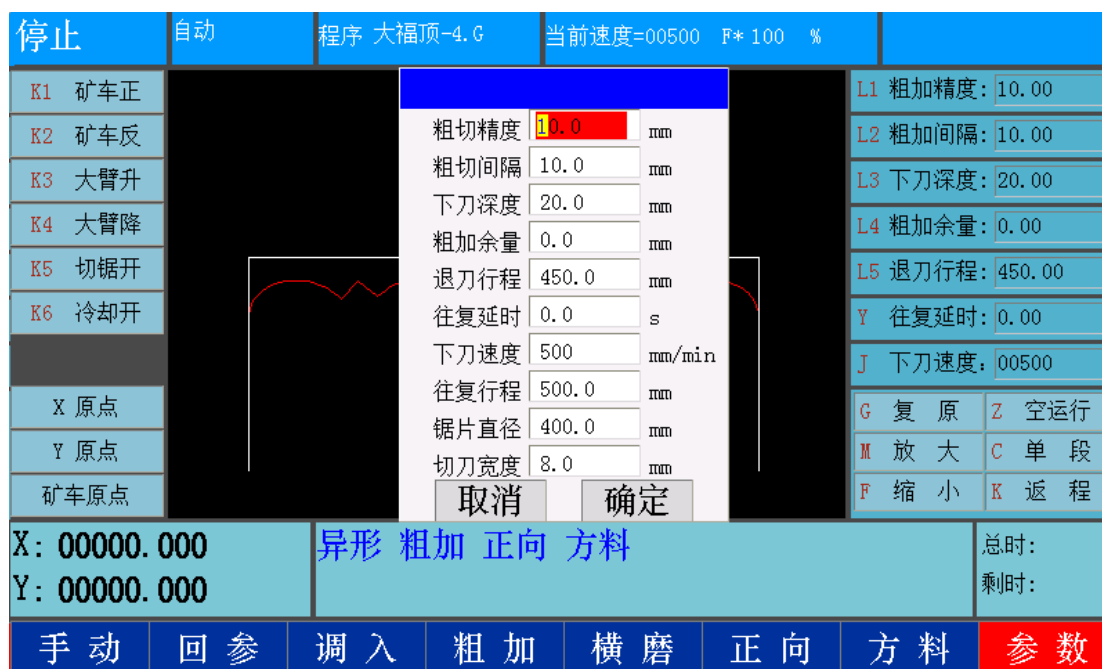 停止 自动 程序 大福顶-4.G 当前速度=00500 F*100 %
K1 矿车正
K2 矿车反
K3 大臂升
K4 大臂降
K5 切锯开
K6 冷却开
X 原点
Y 原点
矿车原点
粗切精度 10.0 mm
粗切间隔 10.0 mm
下刀深度 20.0 mm
粗加余量 0.0 mm
退刀行程 450.0 mm
往复延时 0.0 s
下刀速度 500 mm/min
往复行程 500.0 mm
锯片直径 400.0 mm
切刀宽度 8.0 mm
取消 确定
L1 粗加精度: 10.00
L2 粗加间隔: 10.00
L3 下刀深度: 20.00
L4 粗加余量: 0.00
L5 退刀行程: 450.00
Y 往复延时: 0.00
J 下刀速度: 00500
G 复 原 Z 空运行
M 放 大 C 单 段
F 缩 小 K 返 程
X: 00000.000
Y: 00000.000
异形 粗加 正向 方料
总时:
剩时:
手 动 回 参 调 入 粗 加 横 磨 正 向 方 料 参 数